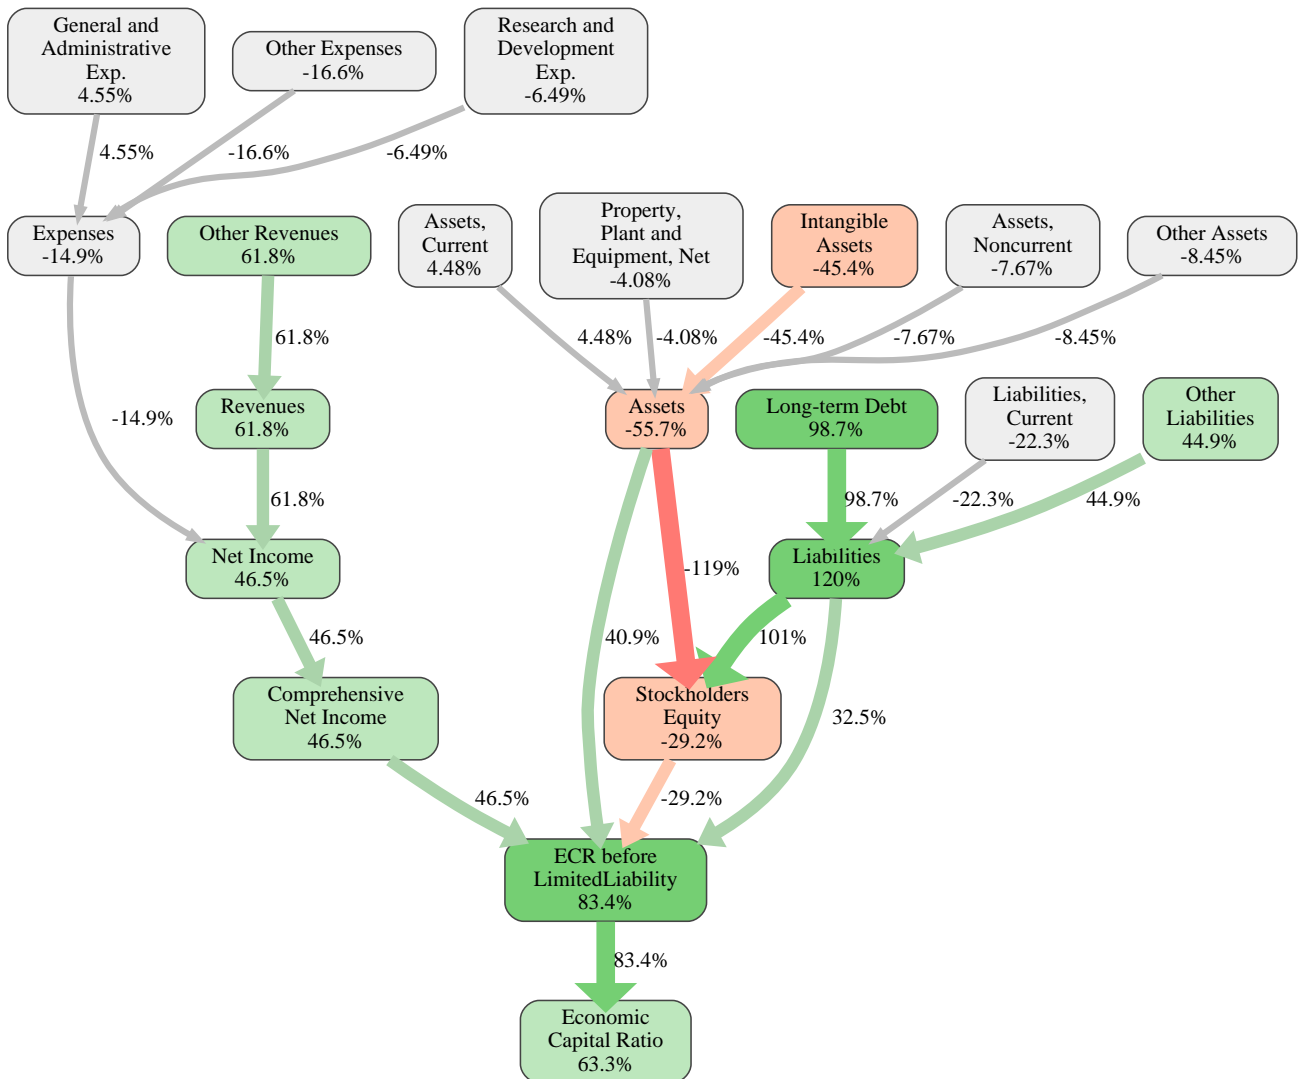 General and
Administrative
Exp.
4.55%
Other Expenses
-16.6%
Research and
Development
Exp.
-6.49%
4.55%
-16.6%
-6.49%
Expenses
-14.9%
Other Revenues
61.8%
Assets,
Current
4.48%
Property,
Plant and
Equipment, Net
-4.08%
Intangible
Assets
-45.4%
Assets,
Noncurrent
-7.67%
Other Assets
-8.45%
61.8%
4.48%
-4.08%
-45.4%
-7.67%
-8.45%
Revenues
61.8%
Assets
-55.7%
Long-term Debt
98.7%
Liabilities,
Current
-22.3%
Other
Liabilities
44.9%
-14.9%
61.8%
98.7%
-22.3%
44.9%
Net Income
46.5%
Liabilities
120%
-119%
46.5%
40.9%
101%
Comprehensive
Net Income
46.5%
Stockholders
Equity
-29.2%
32.5%
46.5%
-29.2%
ECR before
LimitedLiability
83.4%
83.4%
Economic
Capital Ratio
63.3%